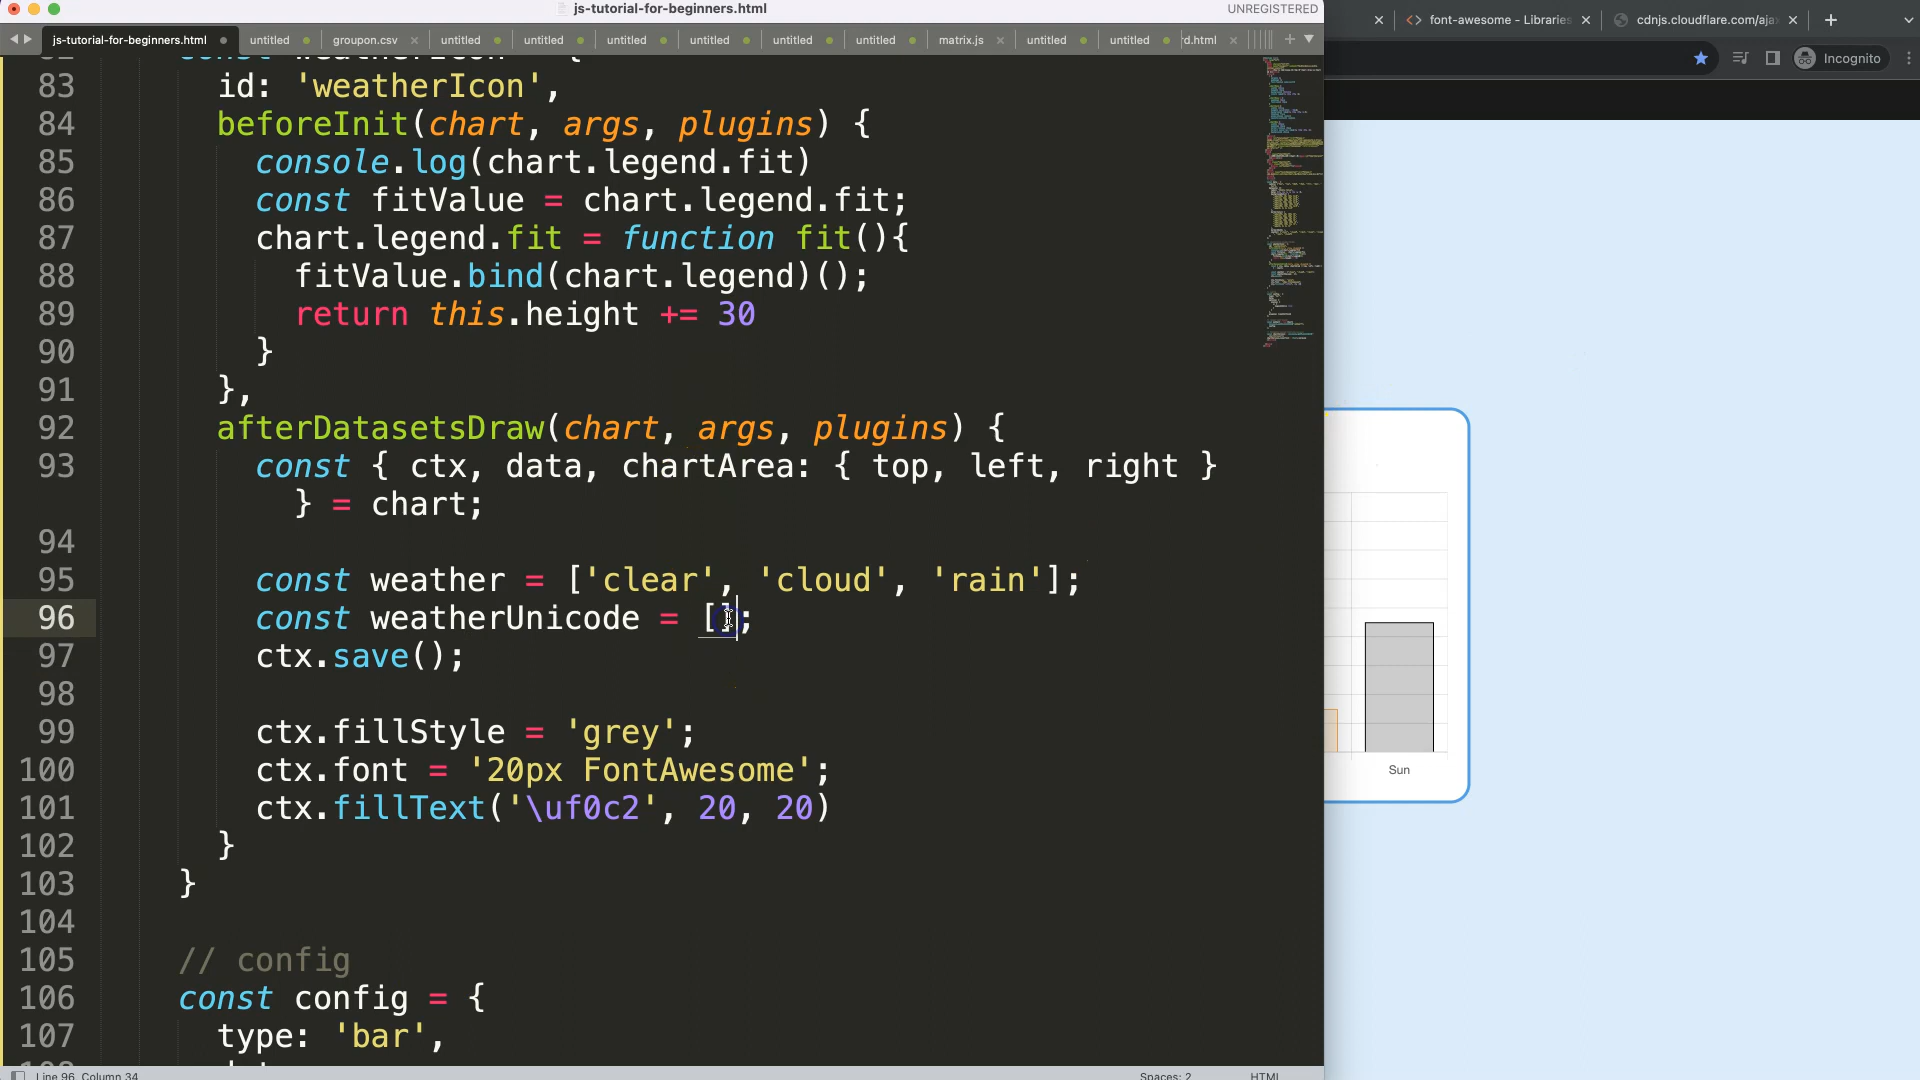 js-tutorial-for-beginners.html
UNREGISTERED
js-tutorial-for-beginners.html untitled groupon.csv untitled untitled untitled untitled untitled untitled matrix.js untitled untitled rd.html
font-awesome - Libraries cdnjs.cloudflare.com/aja
Incognito
83 id: 'weatherIcon',
84 beforeInit(chart, args, plugins) {
85 console.log(chart.legend.fit)
86 const fitValue = chart.legend.fit;
87 chart.legend.fit = function fit(){
88 fitValue.bind(chart.legend)();
89 return this.height += 30
90 }
91 },
92 afterDatasetsDraw(chart, args, plugins) {
93 const { ctx, data, chartArea: { top, left, right }
} = chart;
94
95 const weather = ['clear', 'cloud', 'rain'];
96 const weatherUnicode = [];
97 ctx.save();
98
99 ctx.fillStyle = 'grey';
100 ctx.font = '20px FontAwesome';
101 ctx.fillText('\uf0c2', 20, 20)
102 }
103 }
104
105 // config
106 const config = {
107 type: 'bar',
Sun
Line 96, Column 34
Spaces: 2
HTML